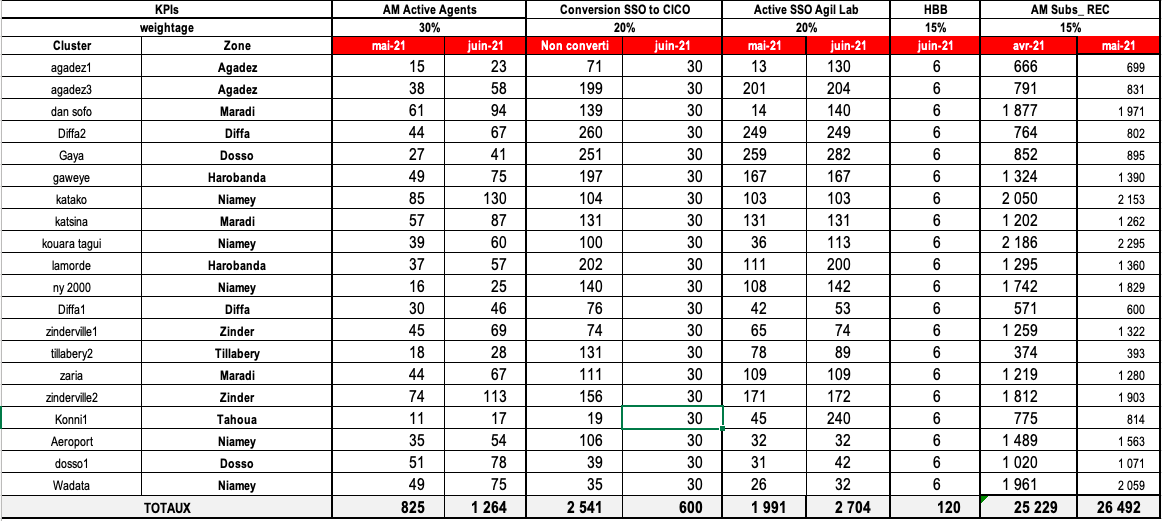 KPIs AM Active Agents Conversion SSO to CICO Active SSO Agil Lab HBB AM Subs_ REC
weightage 30% 20% 20% 15% 15%
Cluster Zone mai-21 juin-21 Non converti juin-21 mai-21 juin-21 juin-21 avr-21 mai-21
agadez1 Agadez 15 23 71 30 13 130 6 666 699
agadez3 Agadez 38 58 199 30 201 204 6 791 831
dan sofo Maradi 61 94 139 30 14 140 6 1 877 1 971
Diffa2 Diffa 44 67 260 30 249 249 6 764 802
Gaya Dosso 27 41 251 30 259 282 6 852 895
gaweye Harobanda 49 75 197 30 167 167 6 1 324 1 390
katako Niamey 85 130 104 30 103 103 6 2 050 2 153
katsina Maradi 57 87 131 30 131 131 6 1 202 1 262
kouara tagui Niamey 39 60 100 30 36 113 6 2 186 2 295
lamorde Harobanda 37 57 202 30 111 200 6 1 295 1 360
ny 2000 Niamey 16 25 140 30 108 142 6 1 742 1 829
Diffa1 Diffa 30 46 76 30 42 53 6 571 600
zinderville1 Zinder 45 69 74 30 65 74 6 1 259 1 322
tillabery2 Tillabery 18 28 131 30 78 89 6 374 393
zaria Maradi 44 67 111 30 109 109 6 1 219 1 280
zinderville2 Zinder 74 113 156 30 171 172 6 1 812 1 903
Konni1 Tahoua 11 17 19 30 45 240 6 775 814
Aeroport Niamey 35 54 106 30 32 32 6 1 489 1 563
dosso1 Dosso 51 78 39 30 31 42 6 1 020 1 071
Wadata Niamey 49 75 35 30 26 32 6 1 961 2 059
TOTAUX 825 1 264 2 541 600 1 991 2 704 120 25 229 26 492